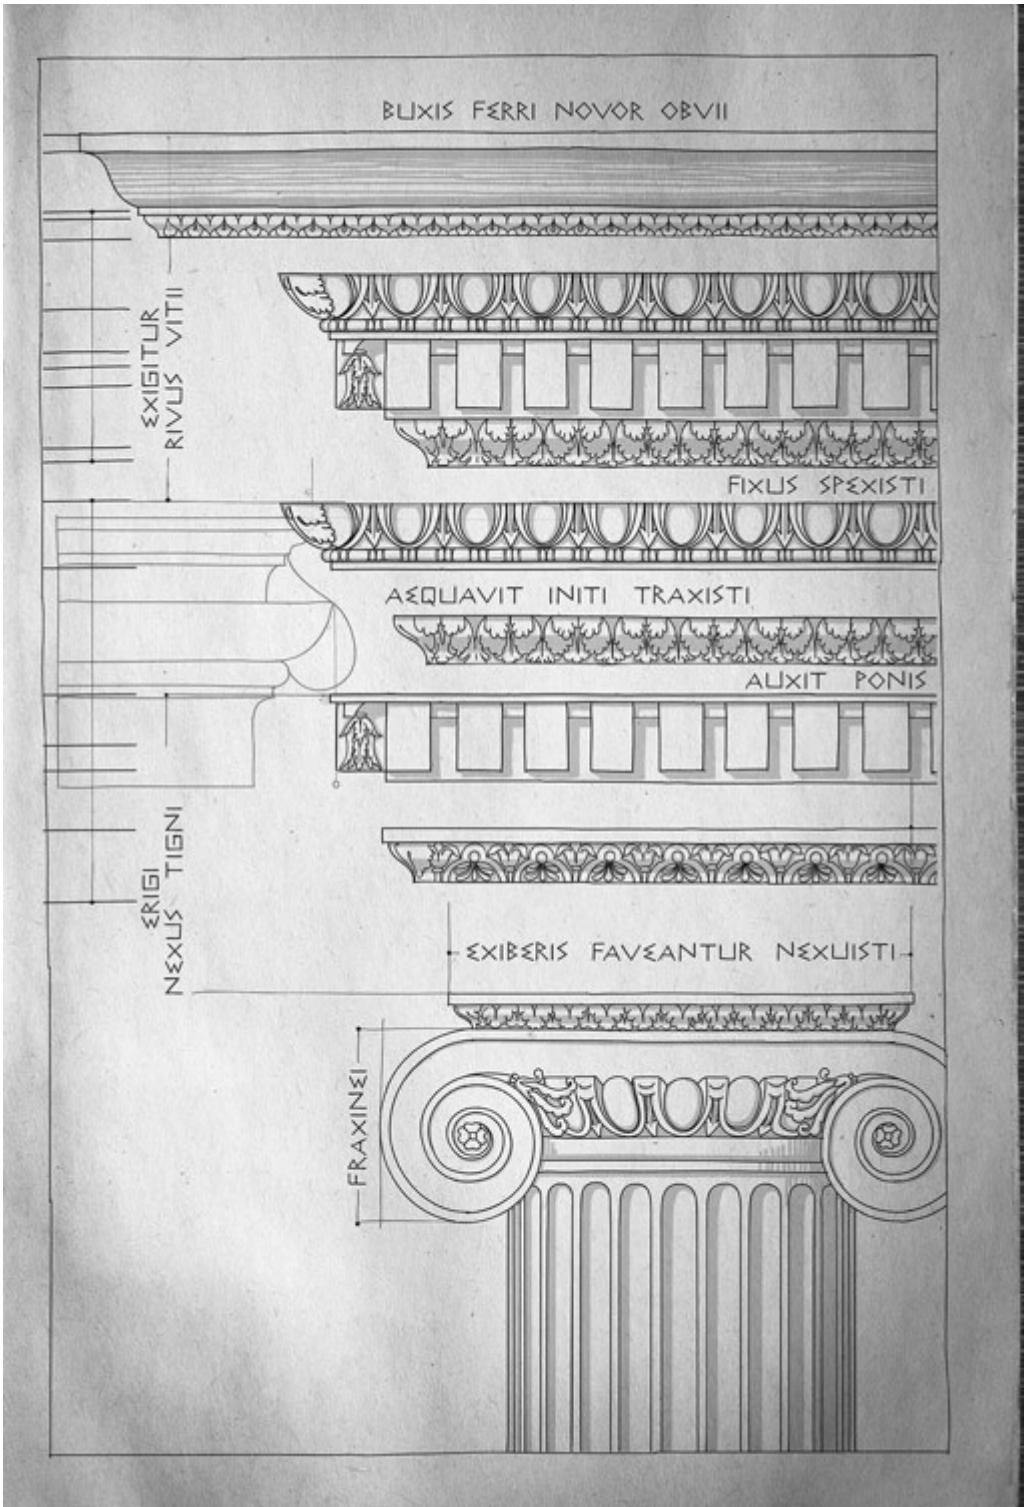 BUXIS FERRI NOVOR OBVII
EXIGITUR
RIVUS VITII
FIXUS SPEXISTI
AEQUAVIT INITI TRAXISTI
AUXIT PONIS
ERIGI
NEXUS TIGNI
EXIBERIS FAVEANTUR NEXUISTI
FRAXINEI